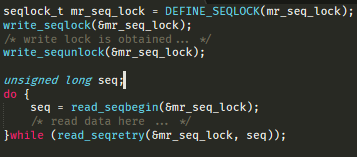 seqlock_t mr_seq_lock = DEFINE_SEQLOCK(mr_seq_lock);
write_seqlock(&mr_seq_lock);
/* write lock is obtained... */
write_sequnlock(&mr_seq_lock);
unsigned long seq;
do {
seq = read_seqbegin(&mr_seq_lock);
/* read data here ... */
}while (read_seqretry(&mr_seq_lock, seq));